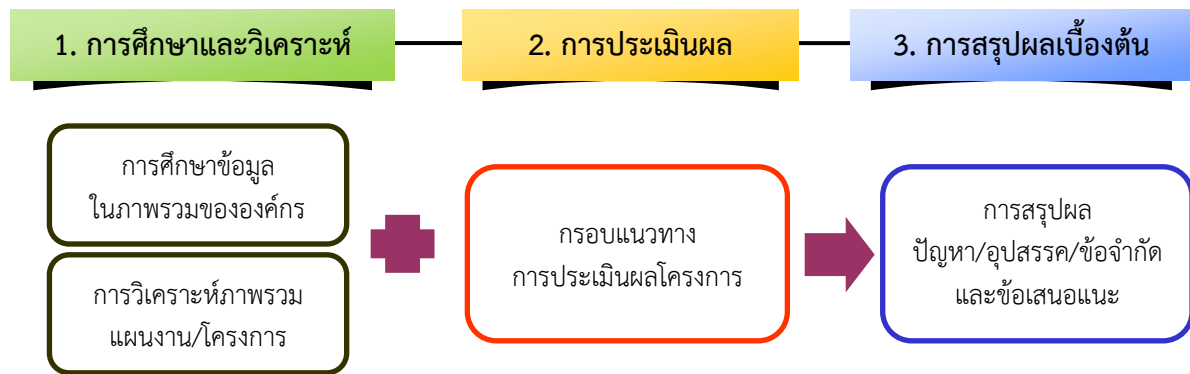 1. การศึกษาและวิเคราะห์
2. การประเมินผล
3. การสรุปผลเบื้องต้น
การศึกษาข้อมูล
ในภาพรวมขององค์กร
การวิเคราะห์ภาพรวม
แผนงาน/โครงการ
กรอบแนวทาง
การประเมินผลโครงการ
การสรุปผล
ปัญหา/อุปสรรค/ข้อจำกัด
และข้อเสนอแนะ